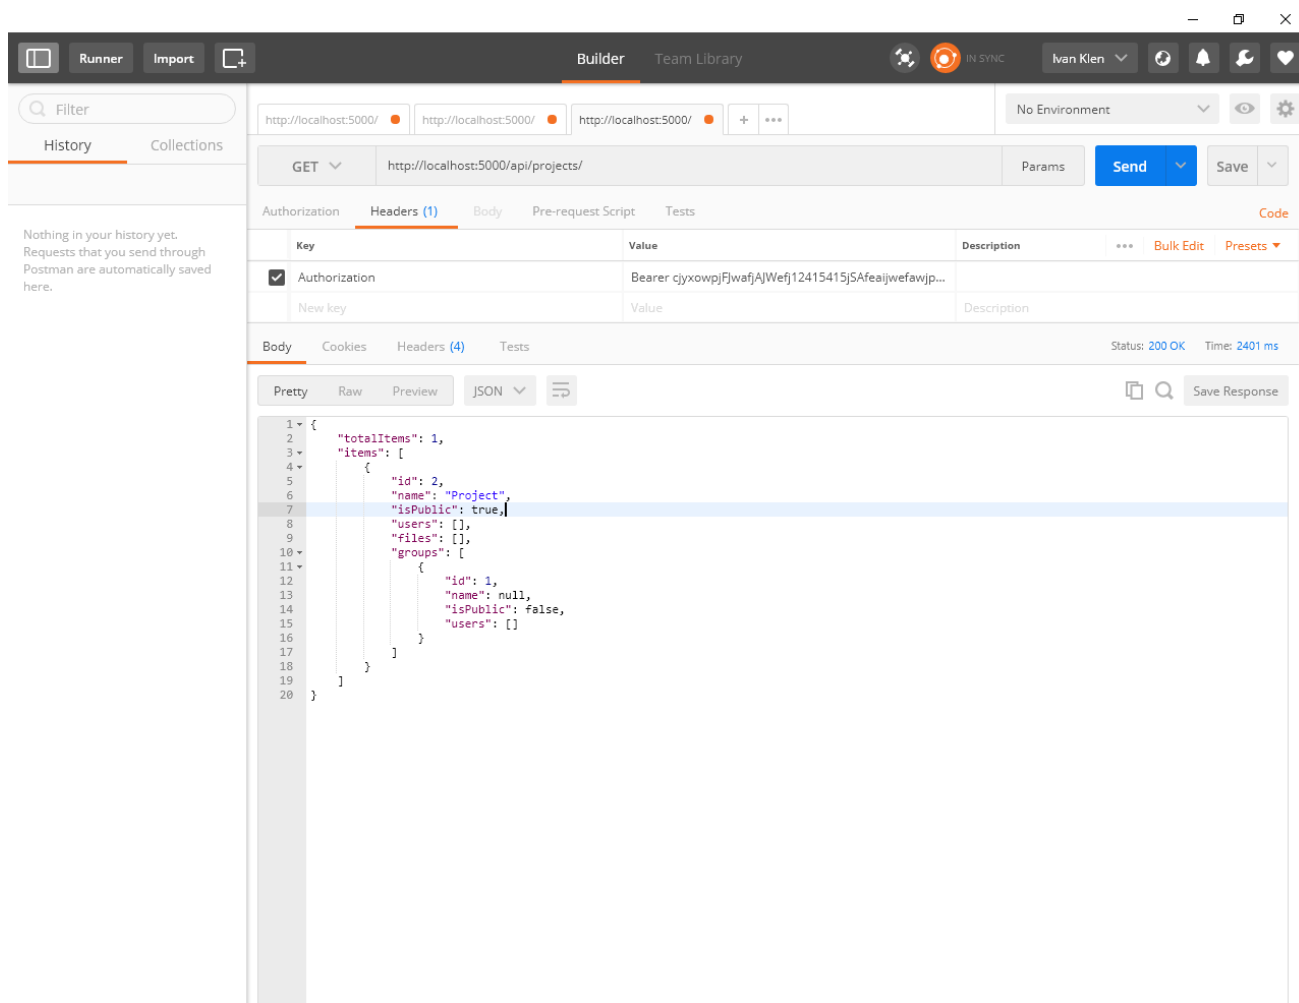 Runner Import Builder Team Library IN SYNC Ivan Klen
Filter
History Collections
Nothing in your history yet.
Requests that you send through
Postman are automatically saved
here.
http://localhost:5000/ http://localhost:5000/ http://localhost:5000/ + ••• No Environment
GET http://localhost:5000/api/projects/ Params Send Save
Authorization Headers (1) Body Pre-request Script Tests Code
Key Value Description ••• Bulk Edit Presets
Authorization Bearer cjyxowpjFJwafjAJWefj12415415jSAfeaijwefawjp...
New key Value Description
Body Cookies Headers (4) Tests Status: 200 OK Time: 2401 ms
Pretty Raw Preview JSON Save Response
1 {
2 "totalItems": 1,
3 "items": [
4 {
5 "id": 2,
6 "name": "Project",
7 "isPublic": true,
8 "users": [],
9 "files": [],
10 "groups": [
11 {
12 "id": 1,
13 "name": null,
14 "isPublic": false,
15 "users": []
16 }
17 ]
18 }
19 ]
20 }